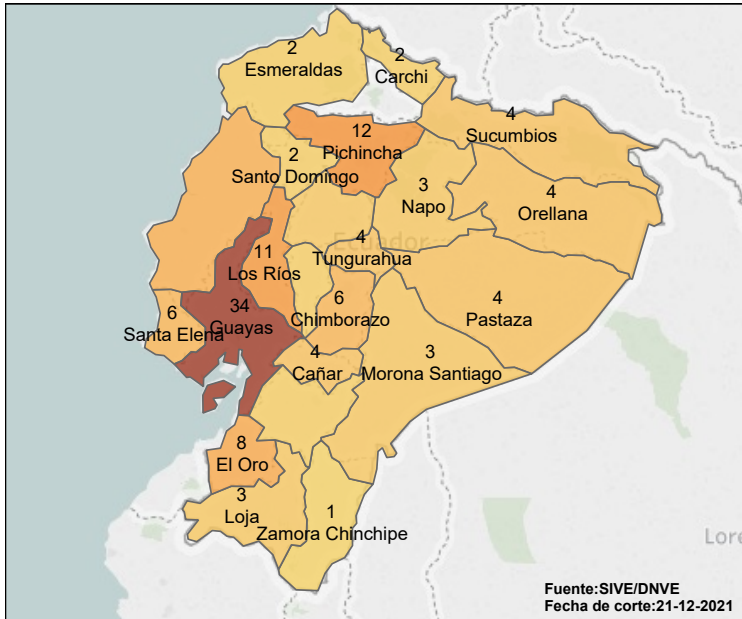 2
Esmeraldas
2
Carchi
4
Sucumbios
12
Pichincha
2
Santo Domingo
3
Napo
4
Orellana
Ecuador
4
Tungurahua
11
Los Ríos
6
Santa Elena
34
Guayas
6
Chimborazo
4
Pastaza
4
Cañar
3
Morona Santiago
8
El Oro
3
Loja
1
Zamora Chinchipe
Lore
Fuente:SIVE/DNVE
Fecha de corte:21-12-2021